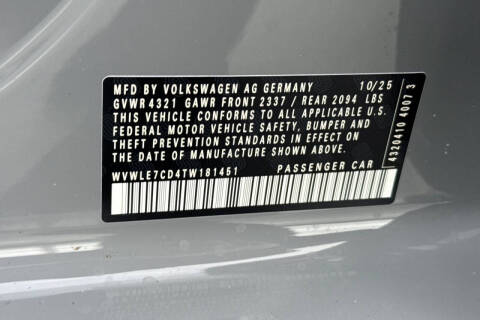 MFD BY VOLKSWAGEN AG GERMANY 10/25
GVWR 4321 GAWR FRONT 2337 / REAR 2094 LBS
THIS VEHICLE CONFORMS TO ALL APPLICABLE U.S.
FEDERAL MOTOR VEHICLE SAFETY, BUMPER AND
THEFT PREVENTION STANDARDS IN EFFECT ON
THE DATE OF MANUFACTURE SHOWN ABOVE.
WVWLE7CD4TW181451 PASSENGER CAR
4320410 4007 3